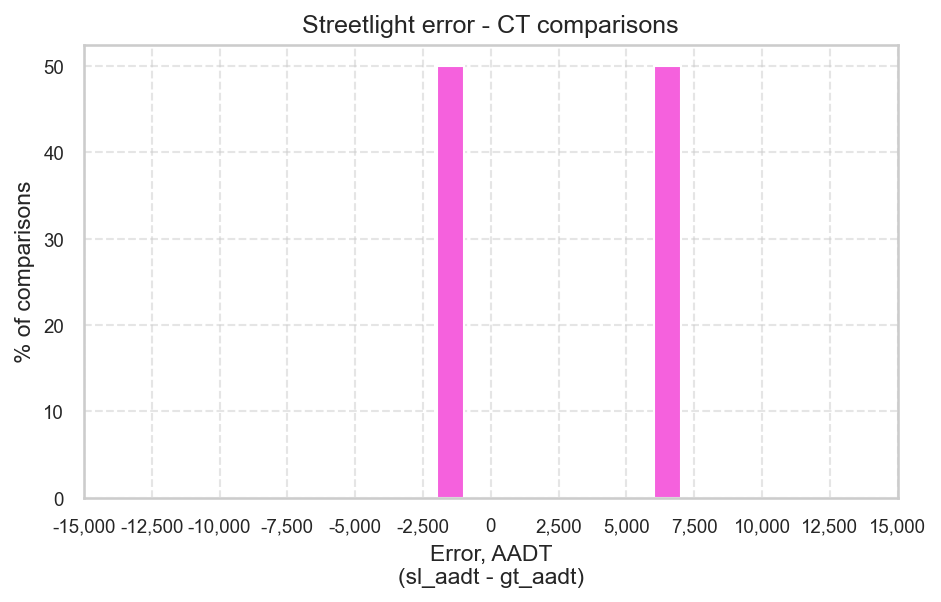 Streetlight error - CT comparisons
% of comparisons
50
40
30
20
10
0
-15,000 -12,500 -10,000 -7,500 -5,000 -2,500 0 2,500 5,000 7,500 10,000 12,500 15,000
Error, AADT
(sl_aadt - gt_aadt)